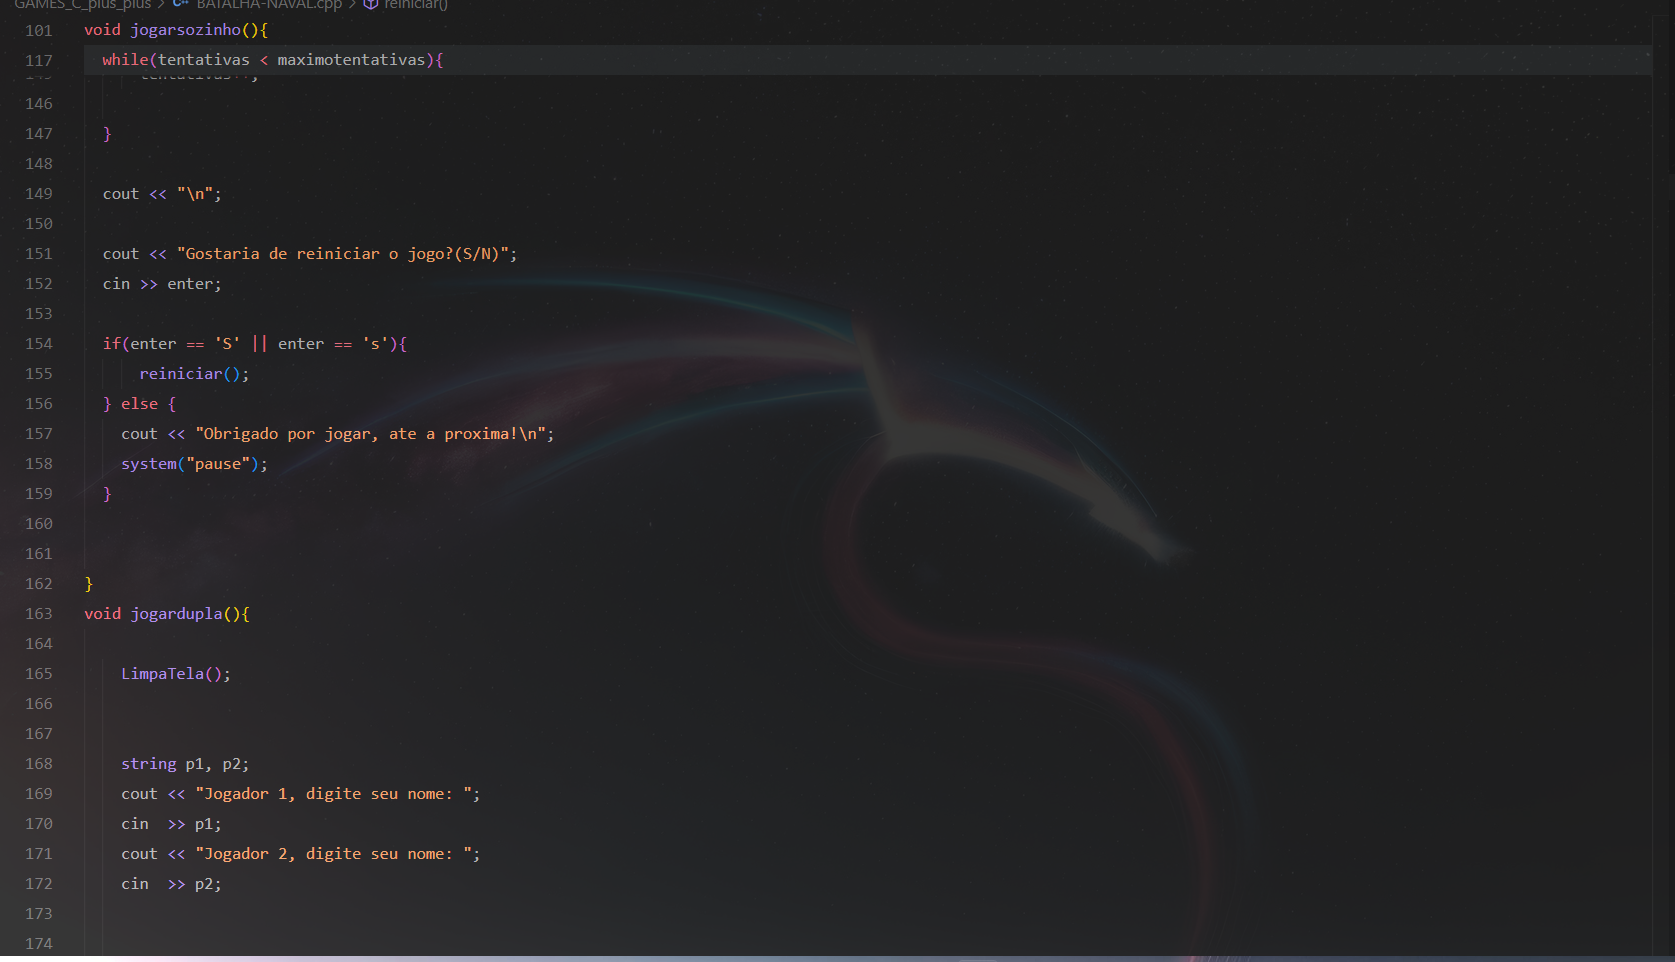 GAMES_C_plus_plus > C++ BATALHA-NAVAL.cpp > reiniciar()
101 void jogarsozinho(){
117 while(tentativas < maximotentativas){
145 tentativas++;
146
147 }
148
149 cout << "\n";
150
151 cout << "Gostaria de reiniciar o jogo?(S/N)";
152 cin >> enter;
153
154 if(enter == 'S' || enter == 's'){
155 reiniciar();
156 } else {
157 cout << "Obrigado por jogar, ate a proxima!\n";
158 system("pause");
159 }
160
161
162 }
163 void jogardupla(){
164
165 LimpaTela();
166
167
168 string p1, p2;
169 cout << "Jogador 1, digite seu nome: ";
170 cin  >> p1;
171 cout << "Jogador 2, digite seu nome: ";
172 cin  >> p2;
173
174